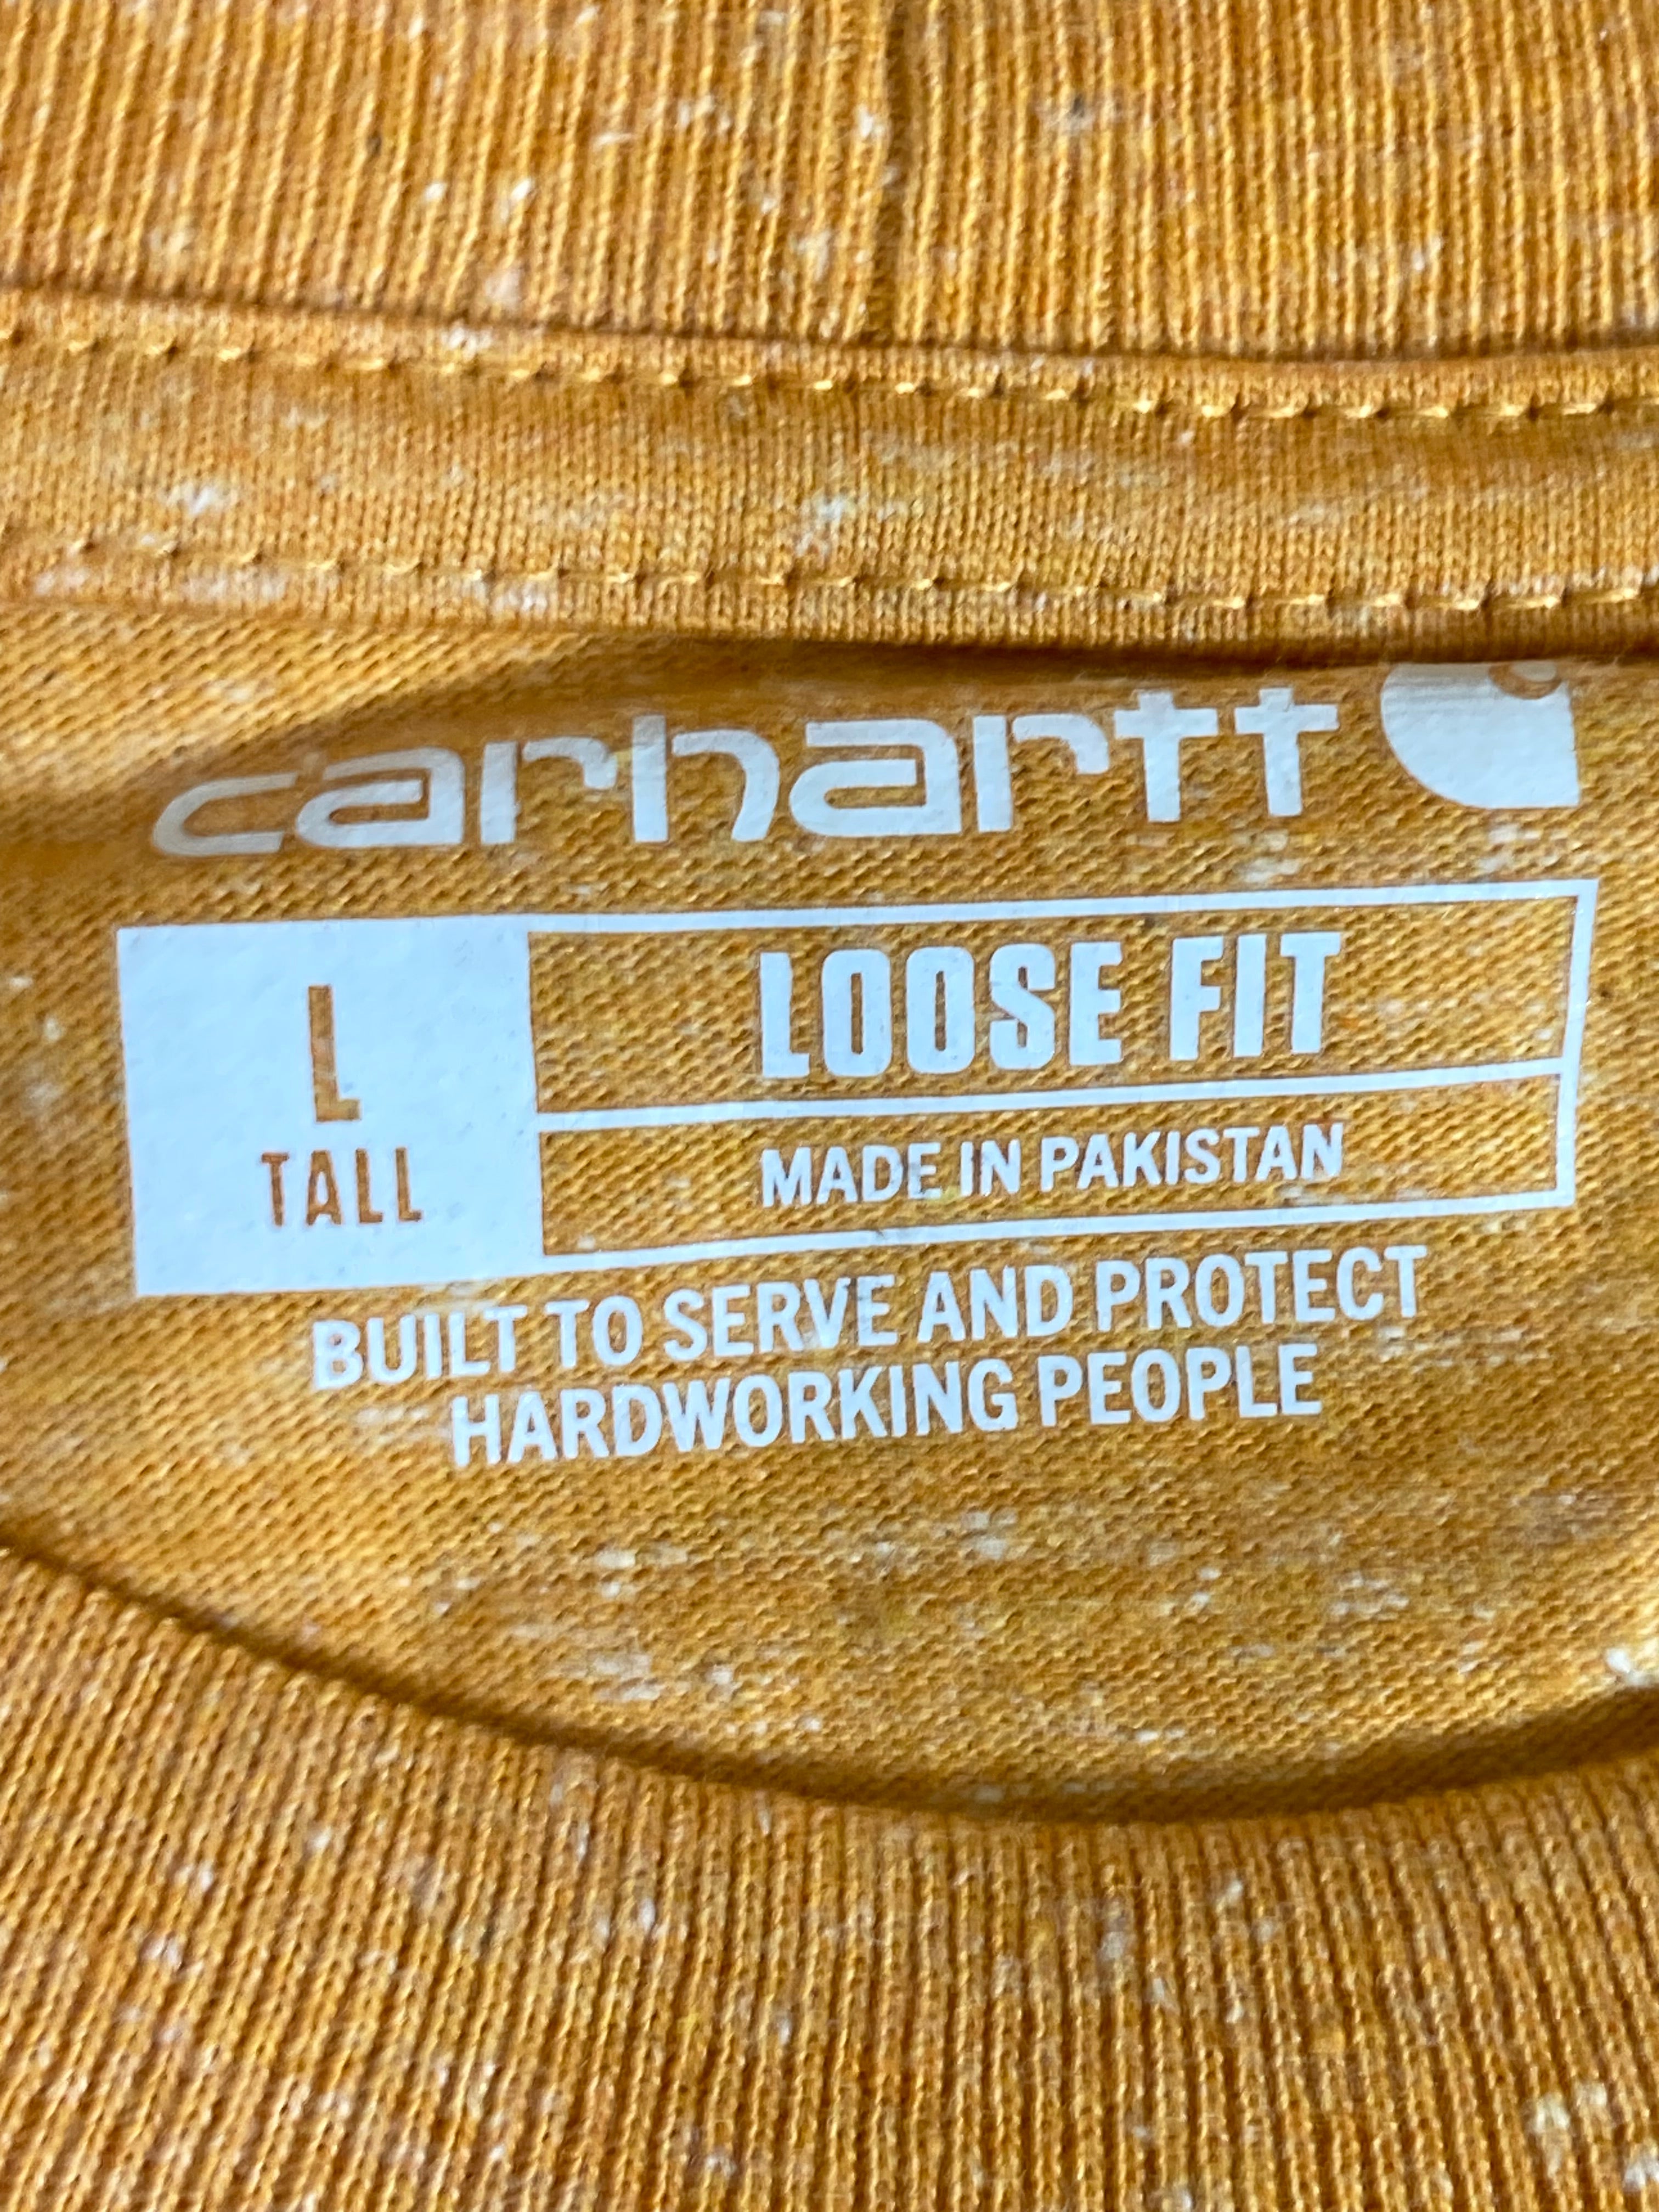 carhartt
L
TALL
LOOSE FIT
MADE IN PAKISTAN
BUILT TO SERVE AND PROTECT
HARDWORKING PEOPLE